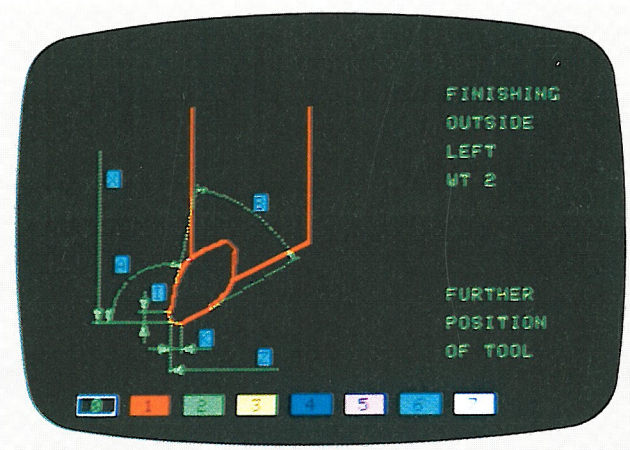 FINISHING
OUTSIDE
LEFT
WT 2
B
FURTHER
POSITION
OF TOOL
0 1 2 3 4 5 6 7